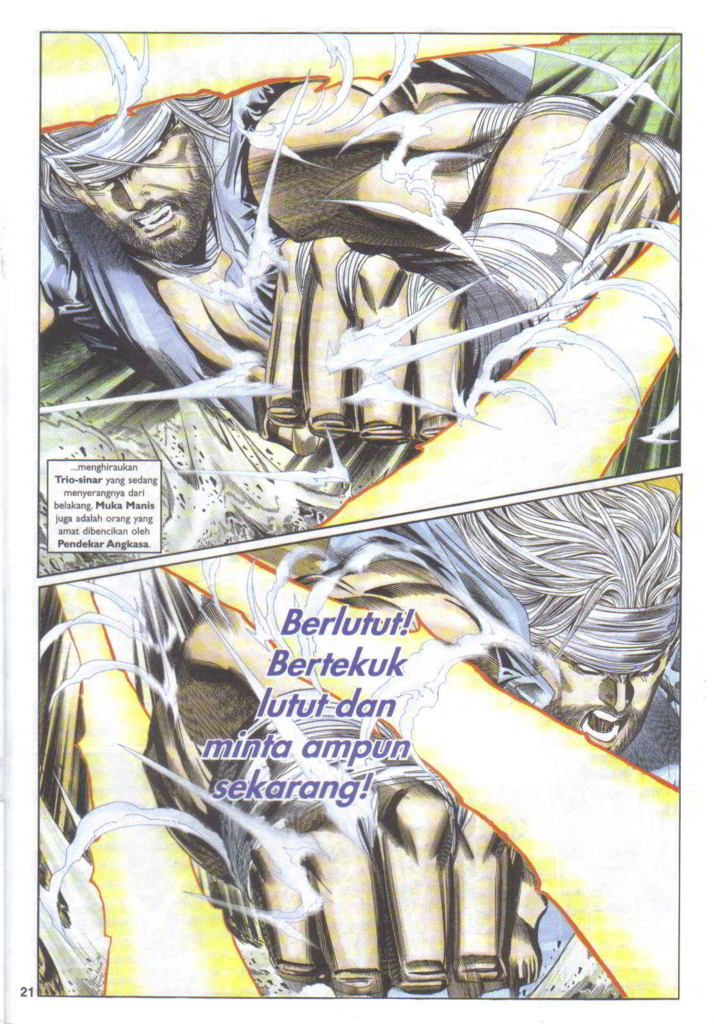 ...menghiraukan
Trio-sinar yang sedang
menyerangnya dari
belakang. Muka Manis
juga adalah orang yang
amat dibencikan oleh
Pendekar Angkasa.
Berlutut!
Bertekuk
lutut dan
minta ampun
sekarang!
21